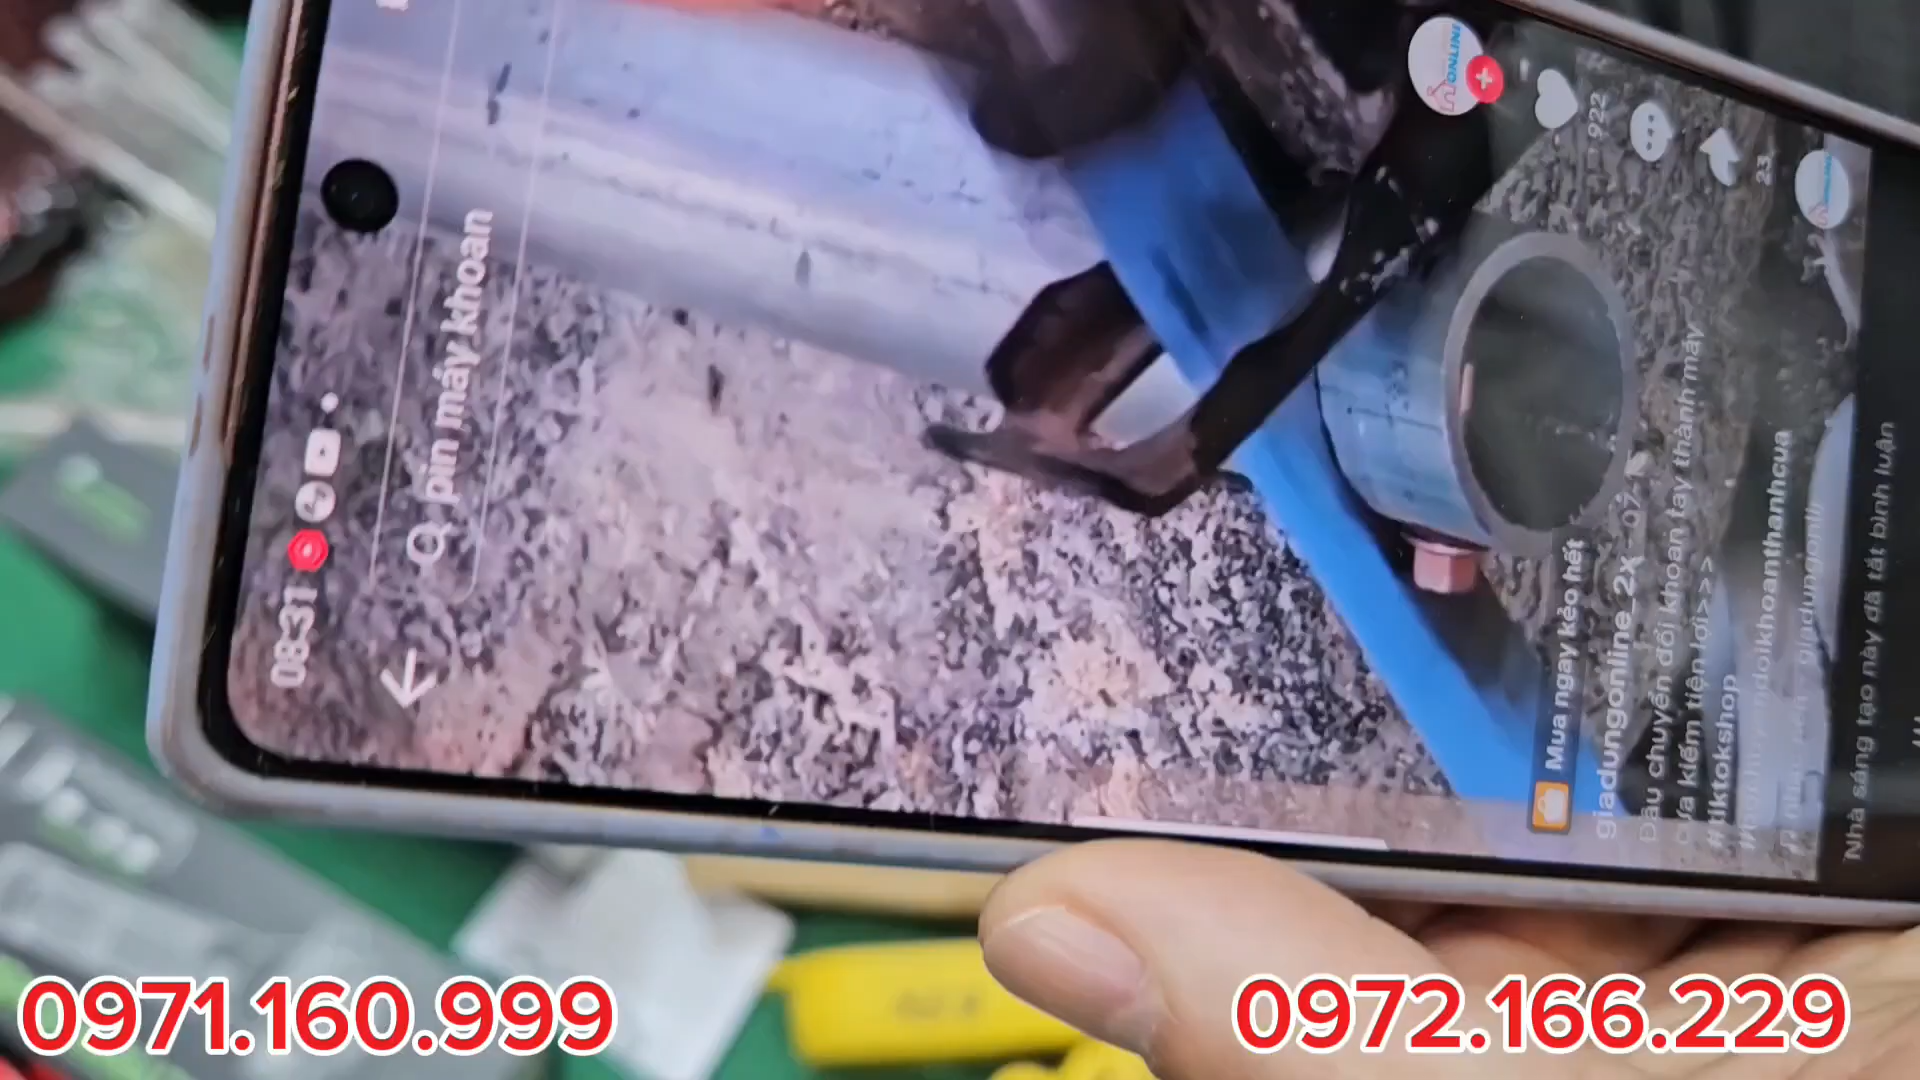 08:31
pin máy khoan
ONLINE
922
23
Mua ngay kẻo hết
giadungonline_2x - 07-
Đầu chuyển đổi khoan tay thành máy
cưa kiếm tiện lợi>>>>
#tiktokshop
Nhà sáng tạo này đã tắt bình luận
0971.160.999
0972.166.229